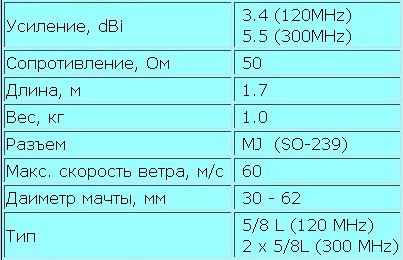 Усиление, dBi 3.4 (120MHz)
5.5 (300MHz)
Сопротивление, Ом 50
Длина, м 1.7
Вес, кг 1.0
Разъем MJ (SO-239)
Макс. скорость ветра, м/с 60
Даиметр мачты, мм 30 - 62
Тип 5/8 L (120 MHz)
2 x 5/8L (300 MHz)